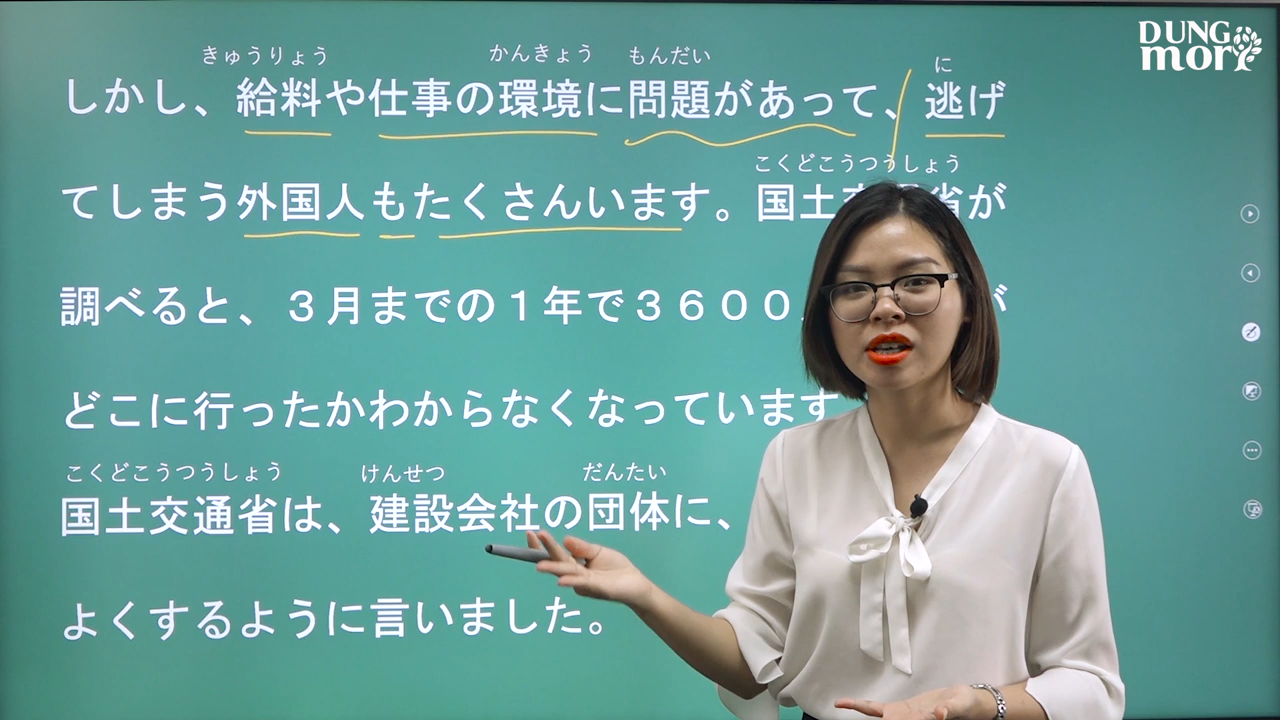 DUNG
mori
きゅうりょう かんきょう もんだい に
しかし、給料や仕事の環境に問題があって、逃げ
こくどこうつうしょう
てしまう外国人もたくさんいます。国土交 省が
調べると、３月までの１年で３６００ が
どこに行ったかわからなくなっています
こくどこうつうしょう けんせつ だんたい
国土交通省は、建設会社の団体に、
よくするように言いました。